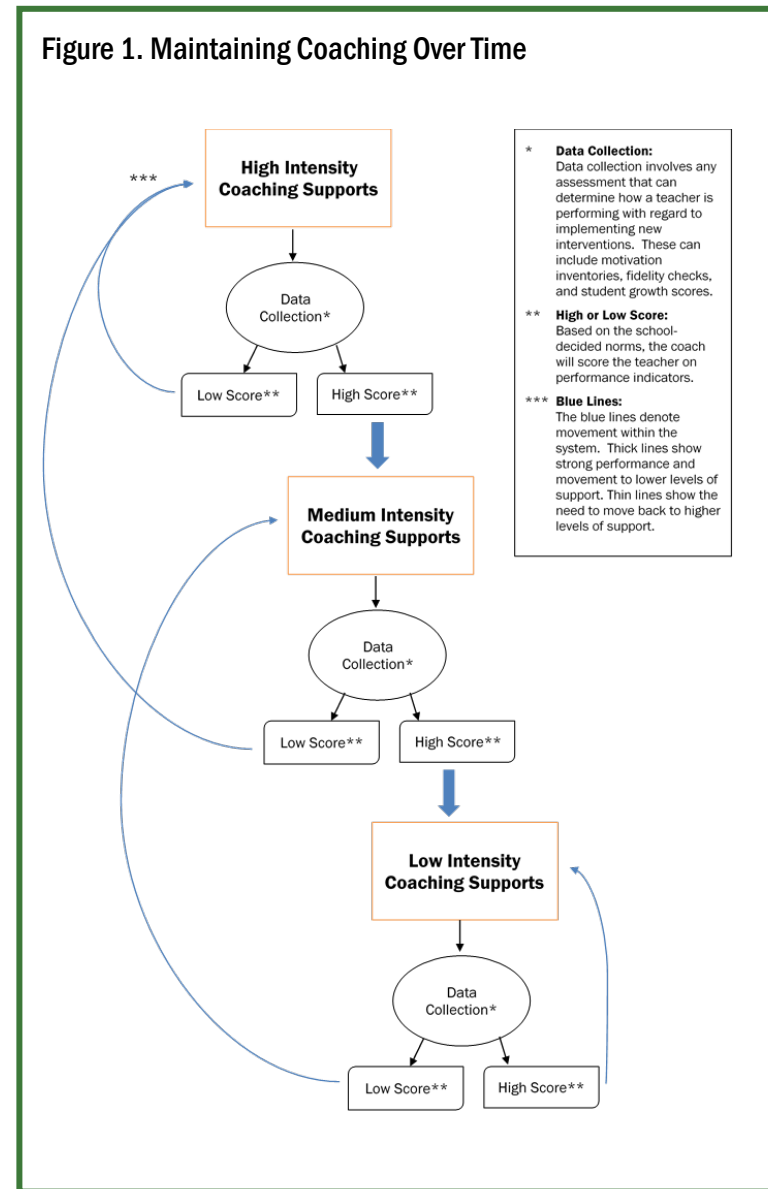 Figure 1. Maintaining Coaching Over Time
***
High Intensity
Coaching Supports
Data
Collection*
Low Score**
High Score**
Medium Intensity
Coaching Supports
Data
Collection*
Low Score**
High Score**
Low Intensity
Coaching Supports
Data
Collection*
Low Score**
High Score**
* Data Collection:
Data collection involves any
assessment that can
determine how a teacher is
performing with regard to
implementing new
interventions. These can
include motivation
inventories, fidelity checks,
and student growth scores.
** High or Low Score:
Based on the school-
decided norms, the coach
will score the teacher on
performance indicators.
*** Blue Lines:
The blue lines denote
movement within the
system. Thick lines show
strong performance and
movement to lower levels of
support. Thin lines show the
need to move back to higher
levels of support.